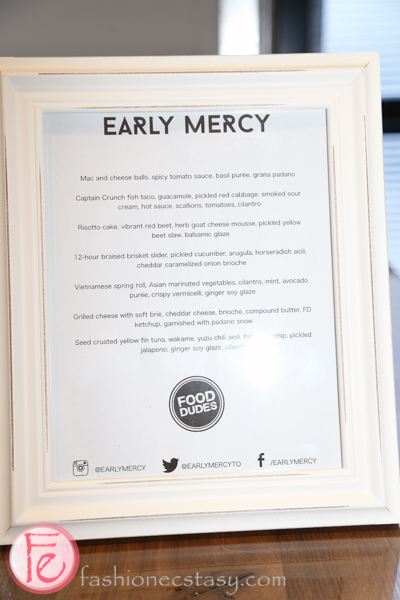 EARLY MERCY
Mac and cheese balls, spicy tomato sauce, basil purée, grana padano
Captain Crunch fish taco, guacamole, pickled red cabbage, smoked sour
cream, hot sauce, scallions, tomatoes, cilantro
Risotto cake, vibrant red beet, herb goat cheese mousse, pickled yellow
beet slaw, balsamic glaze
12-hour braised brisket slider, pickled cucumber, arugula, horseradish aioli,
cheddar caramelized onion brioche
Vietnamese spring roll, Asian marinated vegetables, cilantro, mint, avocado
purée, crispy vermicelli, ginger soy glaze
Grilled cheese with soft brie, cheddar cheese, brioche, compound butter, FD
ketchup, garnished with padano snow
Seed crusted yellow fin tuna, wakame, yuzu chili aioli, chip, pickled
jalapeno, ginger soy glaze,
FOOD
DUDES
@EARLYMERCY @EARLYMERCYTO /EARLYMERCY
Fe fashionecstasy.com